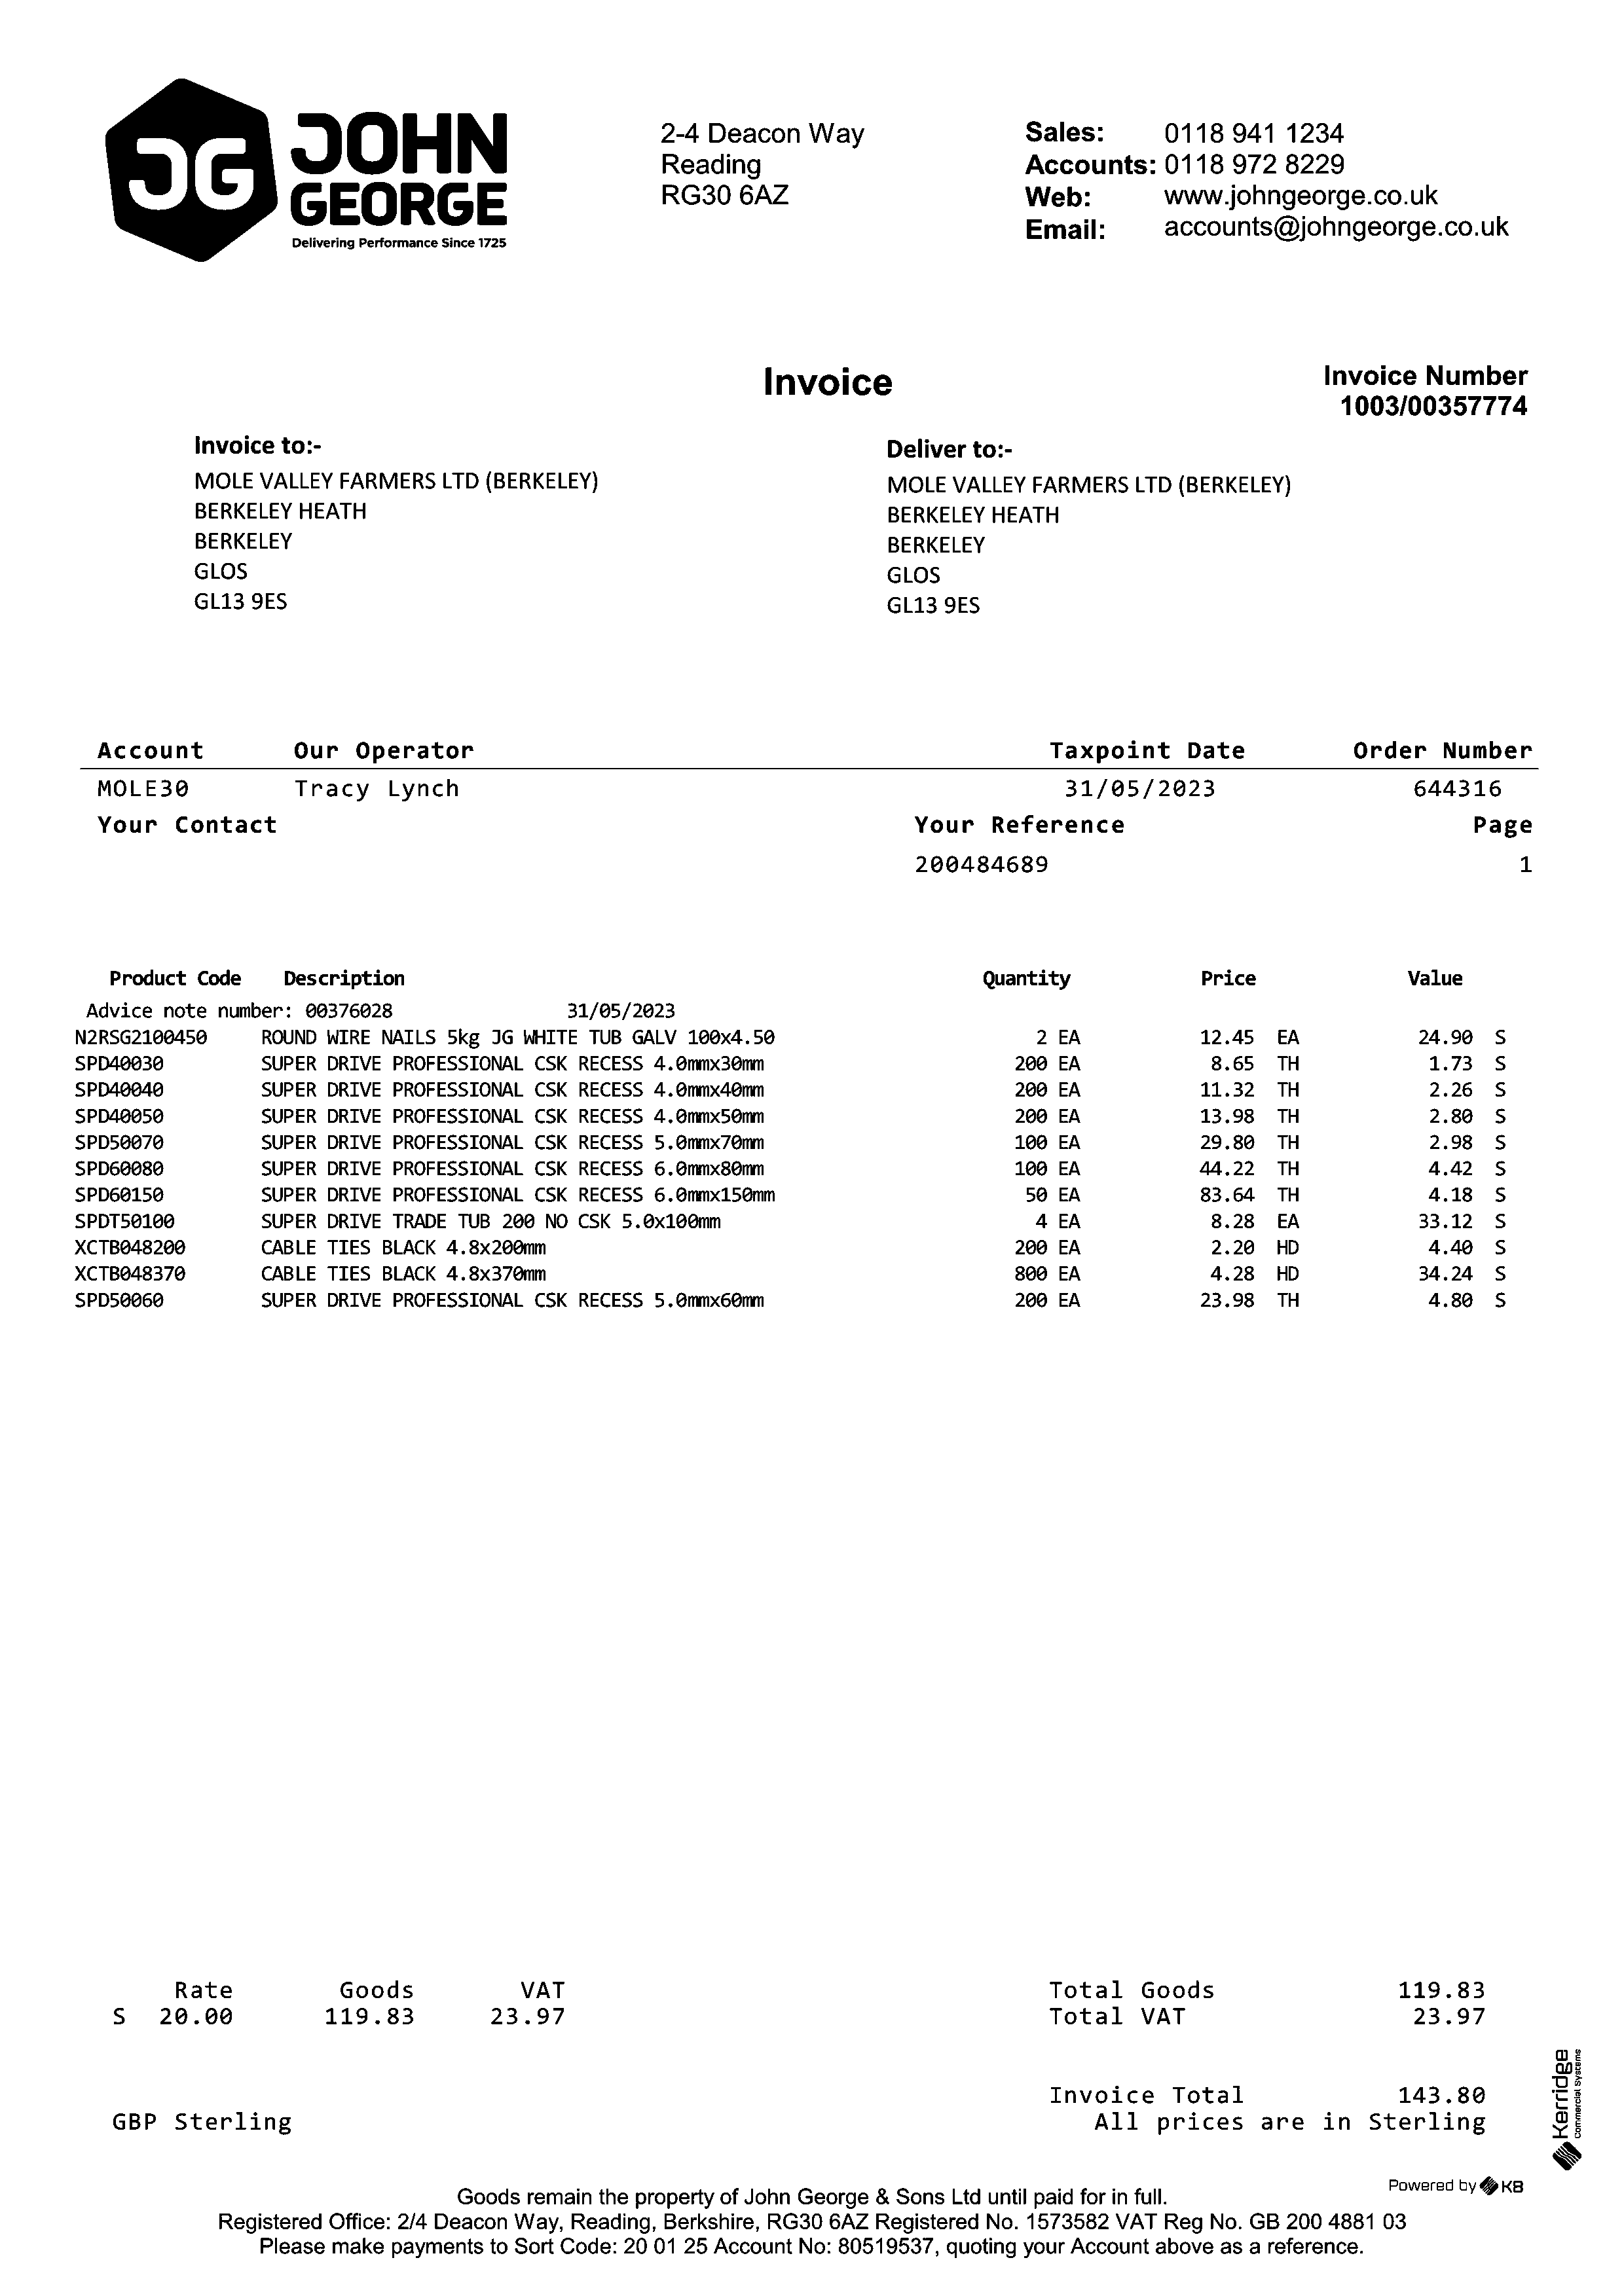 JG JOHN GEORGE
Delivering Performance Since 1725
2-4 Deacon Way
Reading
RG30 6AZ
Sales: 0118 941 1234
Accounts: 0118 972 8229
Web: www.johngeorge.co.uk
Email: accounts@johngeorge.co.uk
Invoice
Invoice Number
1003/00357774
Invoice to:-
MOLE VALLEY FARMERS LTD (BERKELEY)
BERKELEY HEATH
BERKELEY
GLOS
GL13 9ES
Deliver to:-
MOLE VALLEY FARMERS LTD (BERKELEY)
BERKELEY HEATH
BERKELEY
GLOS
GL13 9ES
Account Our Operator Taxpoint Date Order Number
MOLE30 Tracy Lynch 31/05/2023 644316
Your Contact Your Reference Page
200484689 1
Product Code Description Quantity Price Value
Advice note number: 00376028 31/05/2023
N2RSG2100450 ROUND WIRE NAILS 5kg JG WHITE TUB GALV 100x4.50 2 EA 12.45 EA 24.90 S
SPD40030 SUPER DRIVE PROFESSIONAL CSK RECESS 4.0mmx30mm 200 EA 8.65 TH 1.73 S
SPD40040 SUPER DRIVE PROFESSIONAL CSK RECESS 4.0mmx40mm 200 EA 11.32 TH 2.26 S
SPD40050 SUPER DRIVE PROFESSIONAL CSK RECESS 4.0mmx50mm 200 EA 13.98 TH 2.80 S
SPD50070 SUPER DRIVE PROFESSIONAL CSK RECESS 5.0mmx70mm 100 EA 29.80 TH 2.98 S
SPD60080 SUPER DRIVE PROFESSIONAL CSK RECESS 6.0mmx80mm 100 EA 44.22 TH 4.42 S
SPD60150 SUPER DRIVE PROFESSIONAL CSK RECESS 6.0mmx150mm 50 EA 83.64 TH 4.18 S
SPDT50100 SUPER DRIVE TRADE TUB 200 NO CSK 5.0x100mm 4 EA 8.28 EA 33.12 S
XCTB048200 CABLE TIES BLACK 4.8x200mm 200 EA 2.20 HD 4.40 S
XCTB048370 CABLE TIES BLACK 4.8x370mm 800 EA 4.28 HD 34.24 S
SPD50060 SUPER DRIVE PROFESSIONAL CSK RECESS 5.0mmx60mm 200 EA 23.98 TH 4.80 S
Rate Goods VAT
S 20.00 119.83 23.97
Total Goods 119.83
Total VAT 23.97
Invoice Total 143.80
GBP Sterling
All prices are in Sterling
Kerridge
Commercial Systems
Powered by K8
Goods remain the property of John George & Sons Ltd until paid for in full.
Registered Office: 2/4 Deacon Way, Reading, Berkshire, RG30 6AZ Registered No. 1573582 VAT Reg No. GB 200 4881 03
Please make payments to Sort Code: 20 01 25 Account No: 80519537, quoting your Account above as a reference.